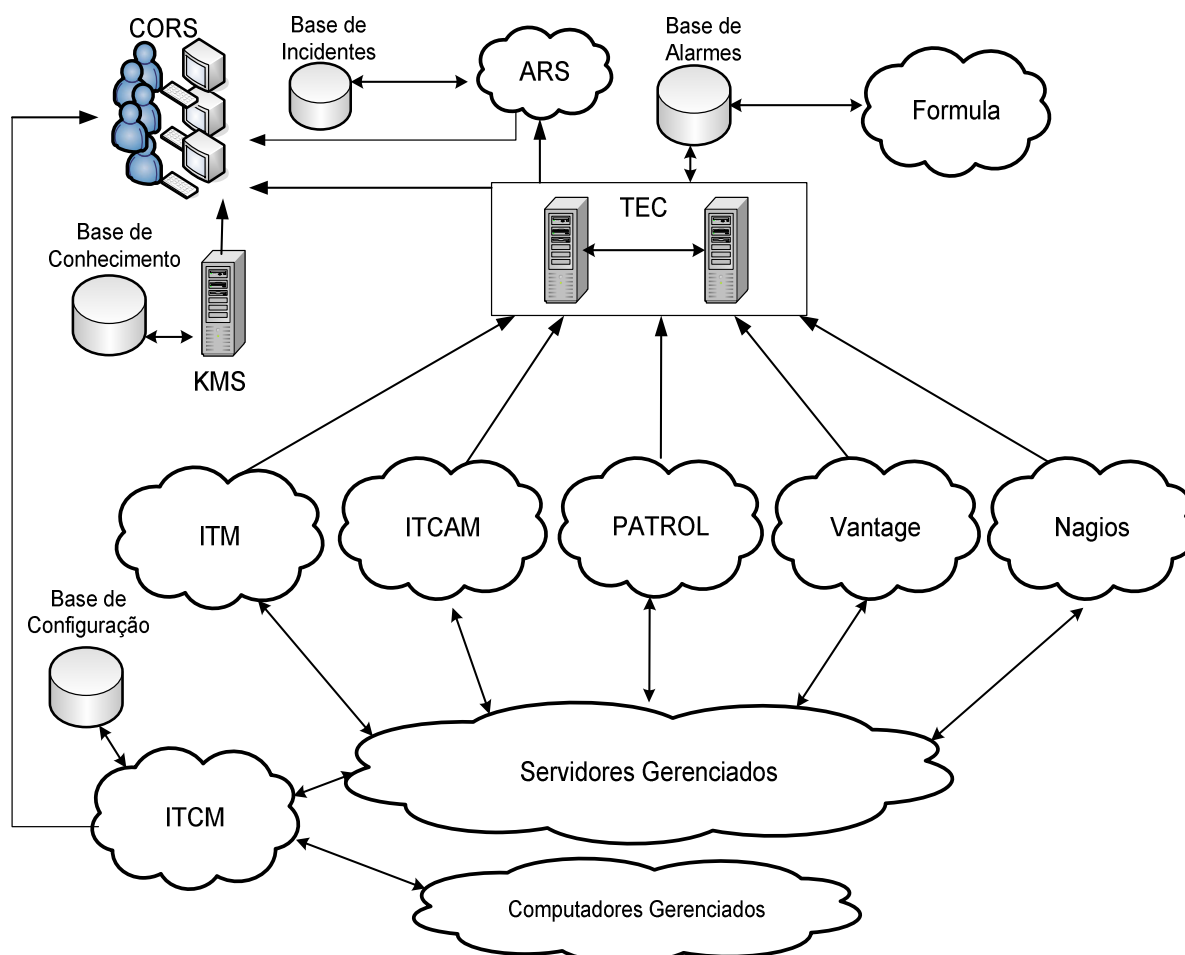 CORS
Base de
Incidentes
ARS
Base de
Alarmes
Formula
TEC
Base de
Conhecimento
KMS
ITM
ITCAM
PATROL
Vantage
Nagios
Base de
Configuração
Servidores Gerenciados
ITCM
Computadores Gerenciados